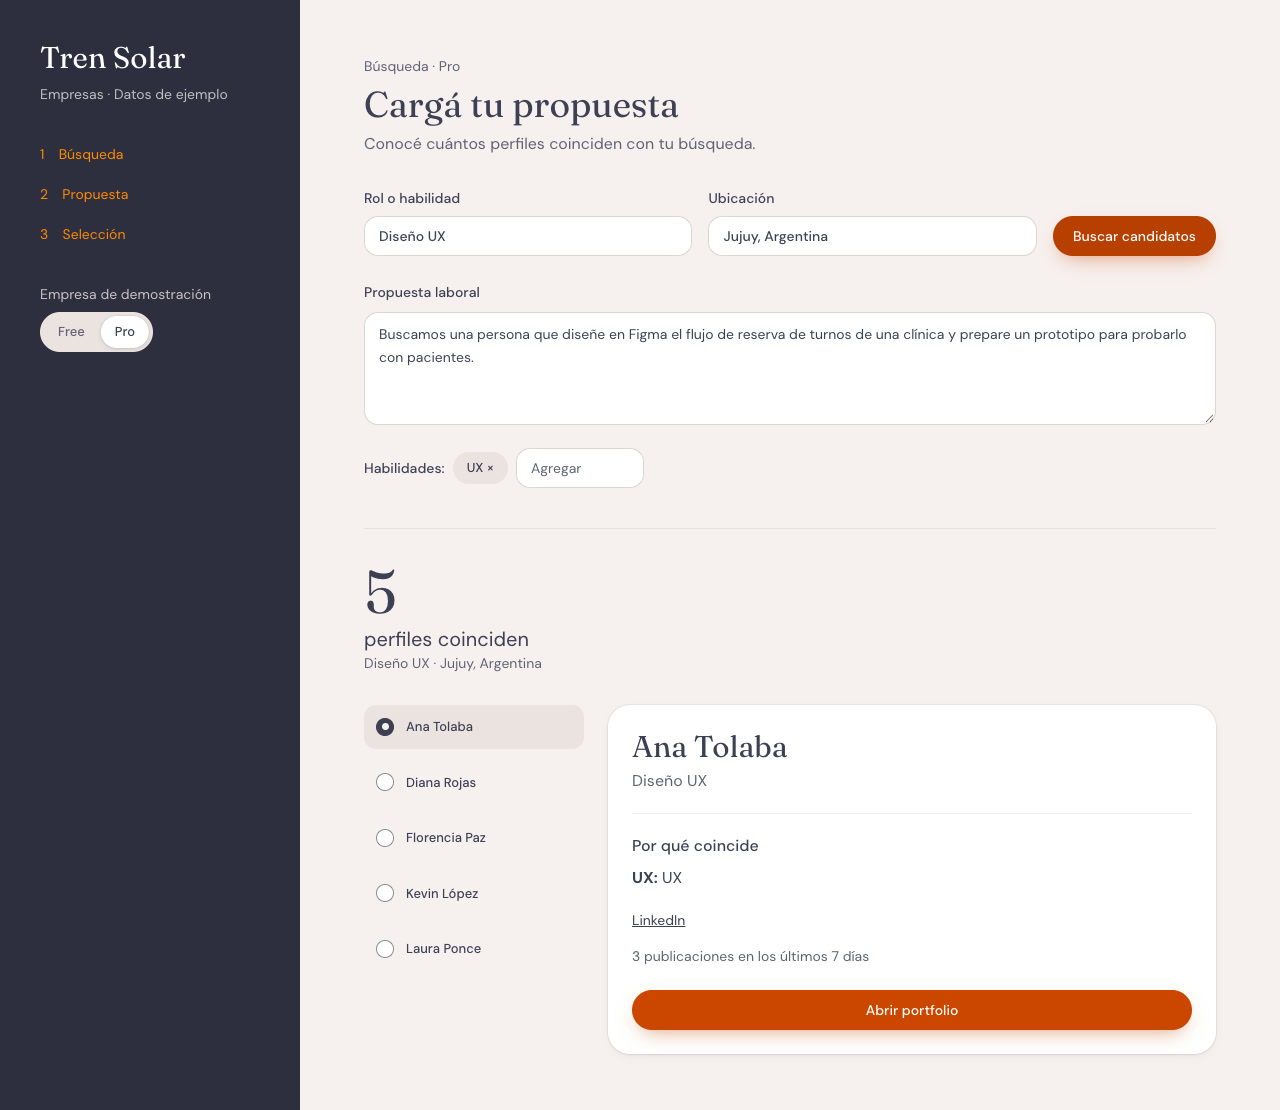 Tren Solar
Empresas · Datos de ejemplo
1 Búsqueda
2 Propuesta
3 Selección
Empresa de demostración
Free Pro
Búsqueda · Pro
Cargá tu propuesta
Conocé cuántos perfiles coinciden con tu búsqueda.
Rol o habilidad
Ubicación
Diseño UX
Jujuy, Argentina
Buscar candidatos
Propuesta laboral
Buscamos una persona que diseñe en Figma el flujo de reserva de turnos de una clínica y prepare un prototipo para probarlo
con pacientes.
Habilidades: UX × Agregar
5
perfiles coinciden
Diseño UX · Jujuy, Argentina
Ana Tolaba
Diana Rojas
Florencia Paz
Kevin López
Laura Ponce
Ana Tolaba
Diseño UX
Por qué coincide
UX: UX
LinkedIn
3 publicaciones en los últimos 7 días
Abrir portfolio